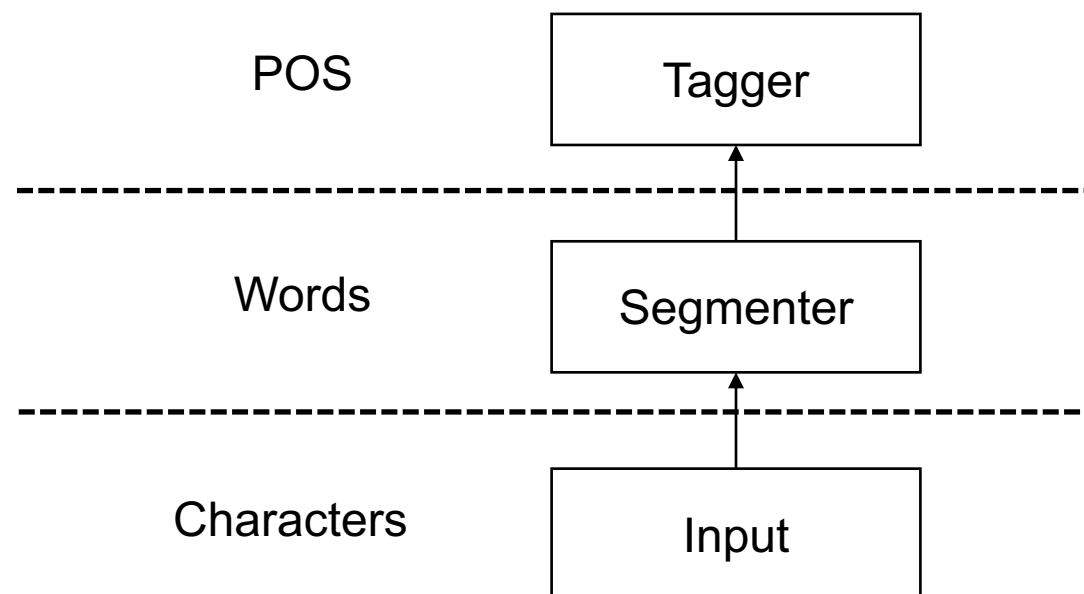 POS
Tagger
Words
Segmenter
Characters
Input